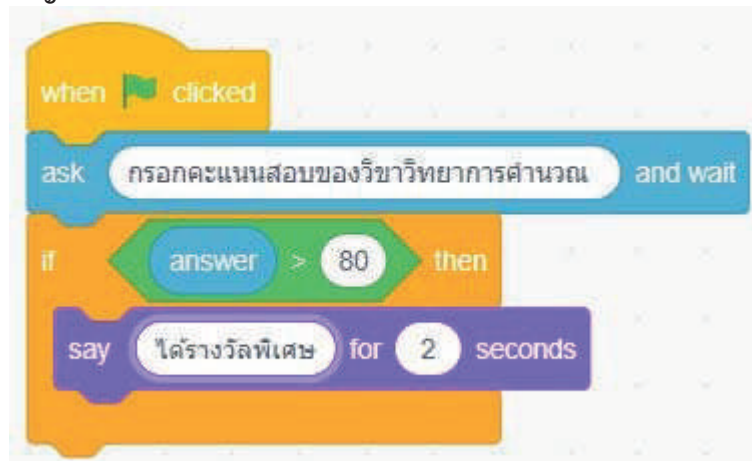 when clicked
ask กรอกคะแนนสอบของวิชาวิทยาการคำนวณ and wait
if answer > 80 then
say ได้รางวัลพิเศษ for 2 seconds